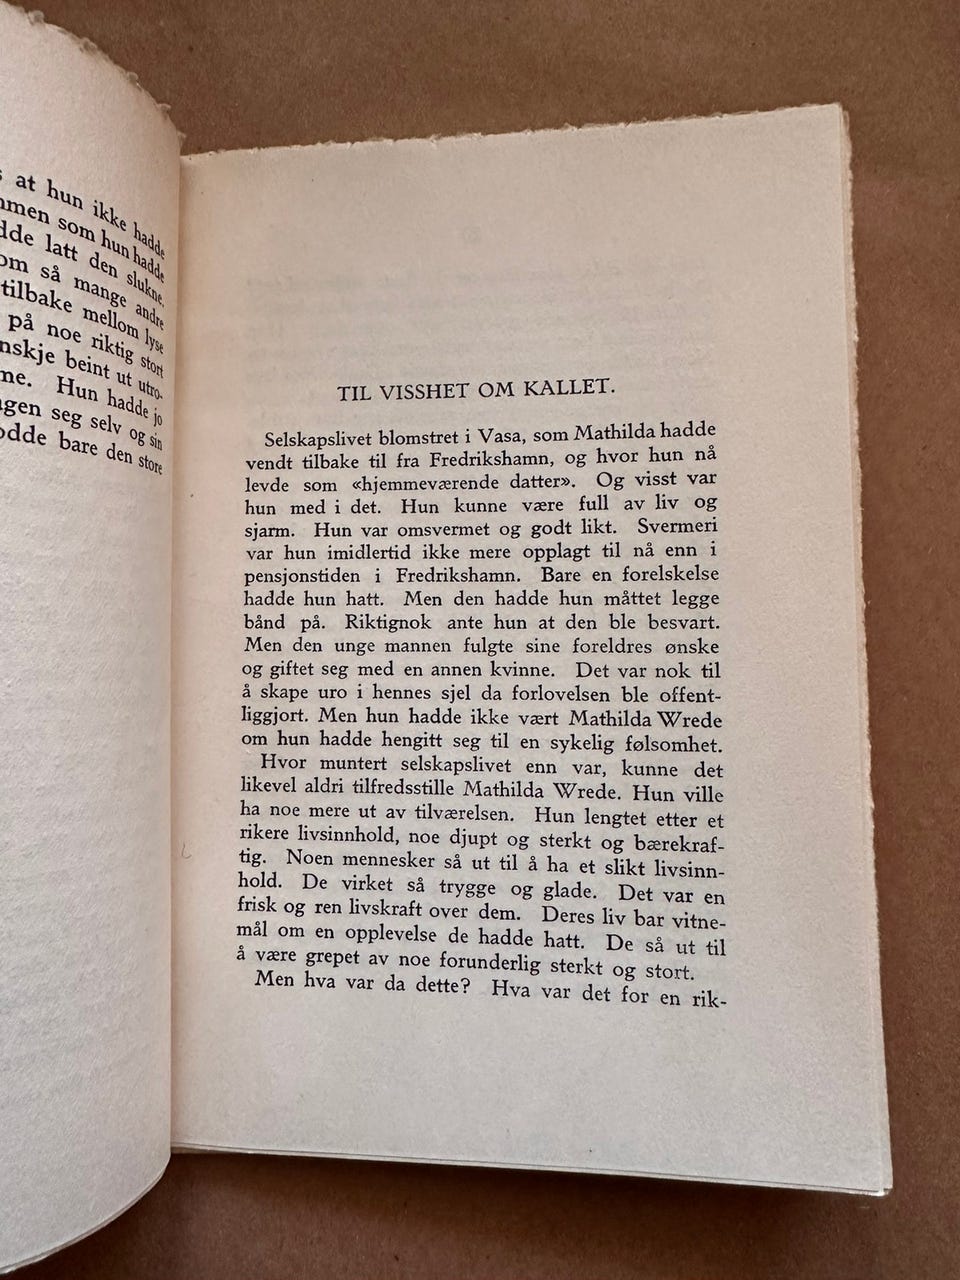 at hun ikke hadde
mmen som hun hadde
dde latt den slukne.
om så mange andre
tilbake mellom lyse
på noe riktig stort
nskje beint ut utro-
me. Hun hadde jo
gen seg selv og sin
odde bare den store
TIL VISSHET OM KALLET.
Selskapslivet blomstret i Vasa, som Mathilda hadde
vendt tilbake til fra Fredrikshamn, og hvor hun nå
levde som «hjemmeværende datter». Og visst var
hun med i det. Hun kunne være full av liv og
sjarm. Hun var omsvermet og godt likt. Svermeri
var hun imidlertid ikke mere opplagt til nå enn i
pensjonstiden i Fredrikshamn. Bare en forelskelse
hadde hun hatt. Men den hadde hun måttet legge
bånd på. Riktignok ante hun at den ble besvart.
Men den unge mannen fulgte sine foreldres ønske
og giftet seg med en annen kvinne. Det var nok til
å skape uro i hennes sjel da forlovelsen ble offent-
liggjort. Men hun hadde ikke vært Mathilda Wrede
om hun hadde hengitt seg til en sykelig følsomhet.
Hvor muntert selskapslivet enn var, kunne det
likevel aldri tilfredsstille Mathilda Wrede. Hun ville
ha noe mere ut av tilværelsen. Hun lengtet etter et
rikere livsinnhold, noe djupt og sterkt og bærekraf-
tig. Noen mennesker så ut til å ha et slikt livsinn-
hold. De virket så trygge og glade. Det var en
frisk og ren livskraft over dem. Deres liv bar vitne-
mål om en opplevelse de hadde hatt. De så ut til
å være grepet av noe forunderlig sterkt og stort.
Men hva var da dette? Hva var det for en rik-